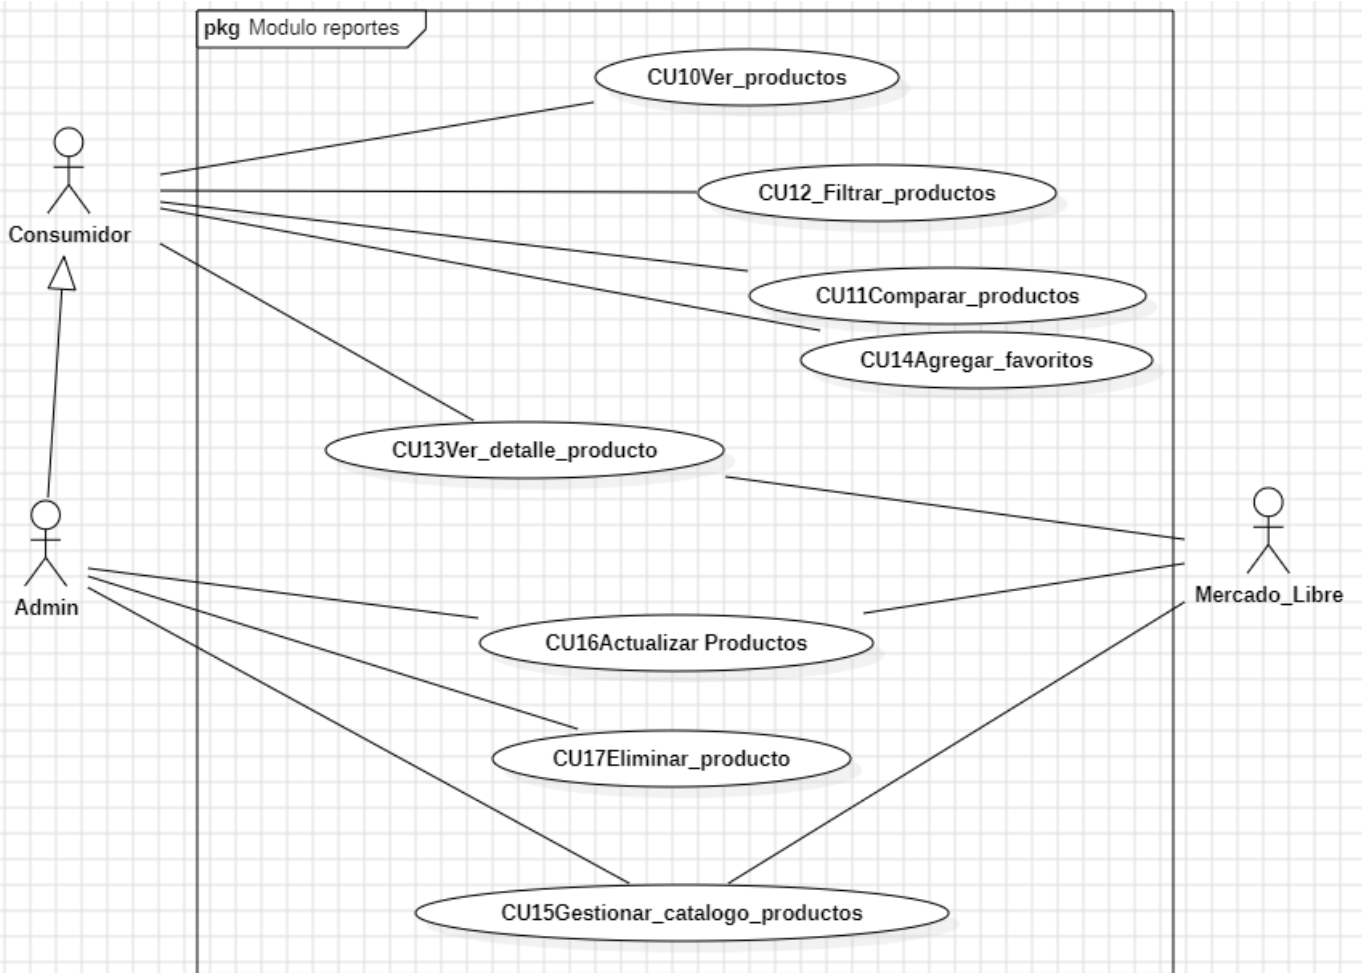 pkg Modulo reportes
CU10Ver_productos
CU12_Filtrar_productos
Consumidor
CU11Comparar_productos
CU14Agregar_favoritos
CU13Ver_detalle_producto
Mercado_Libre
Admin
CU16Actualizar Productos
CU17Eliminar_producto
CU15Gestionar_catalogo_productos